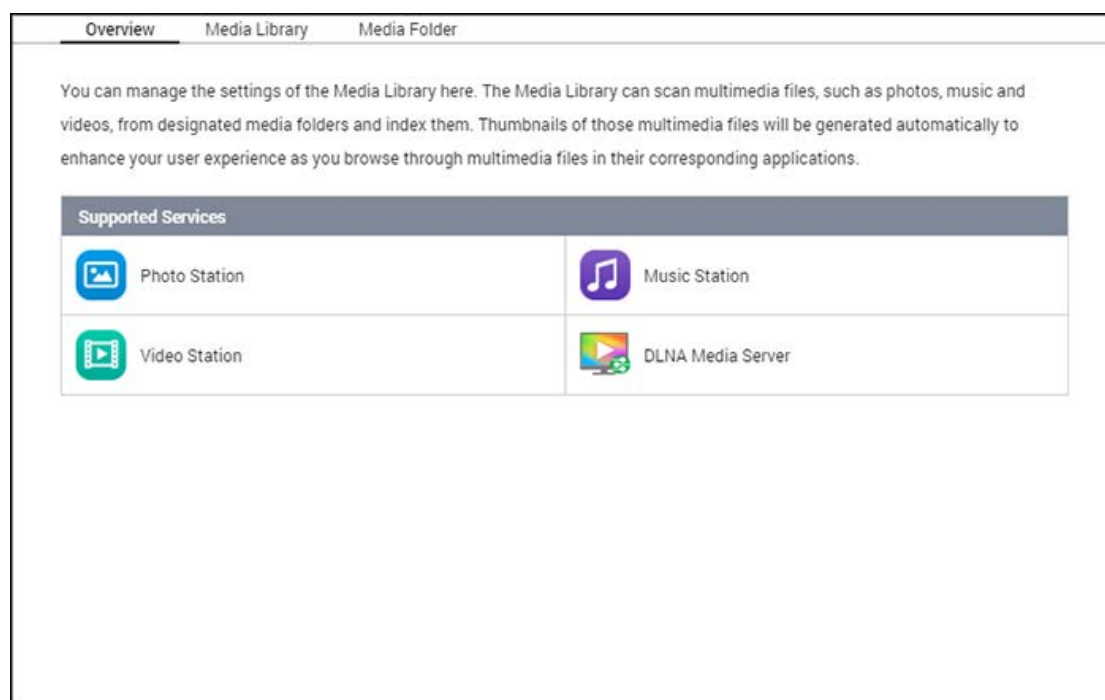 Overview Media Library Media Folder
You can manage the settings of the Media Library here. The Media Library can scan multimedia files, such as photos, music and
videos, from designated media folders and index them. Thumbnails of those multimedia files will be generated automatically to
enhance your user experience as you browse through multimedia files in their corresponding applications.
Supported Services
Photo Station Music Station
Video Station DLNA Media Server